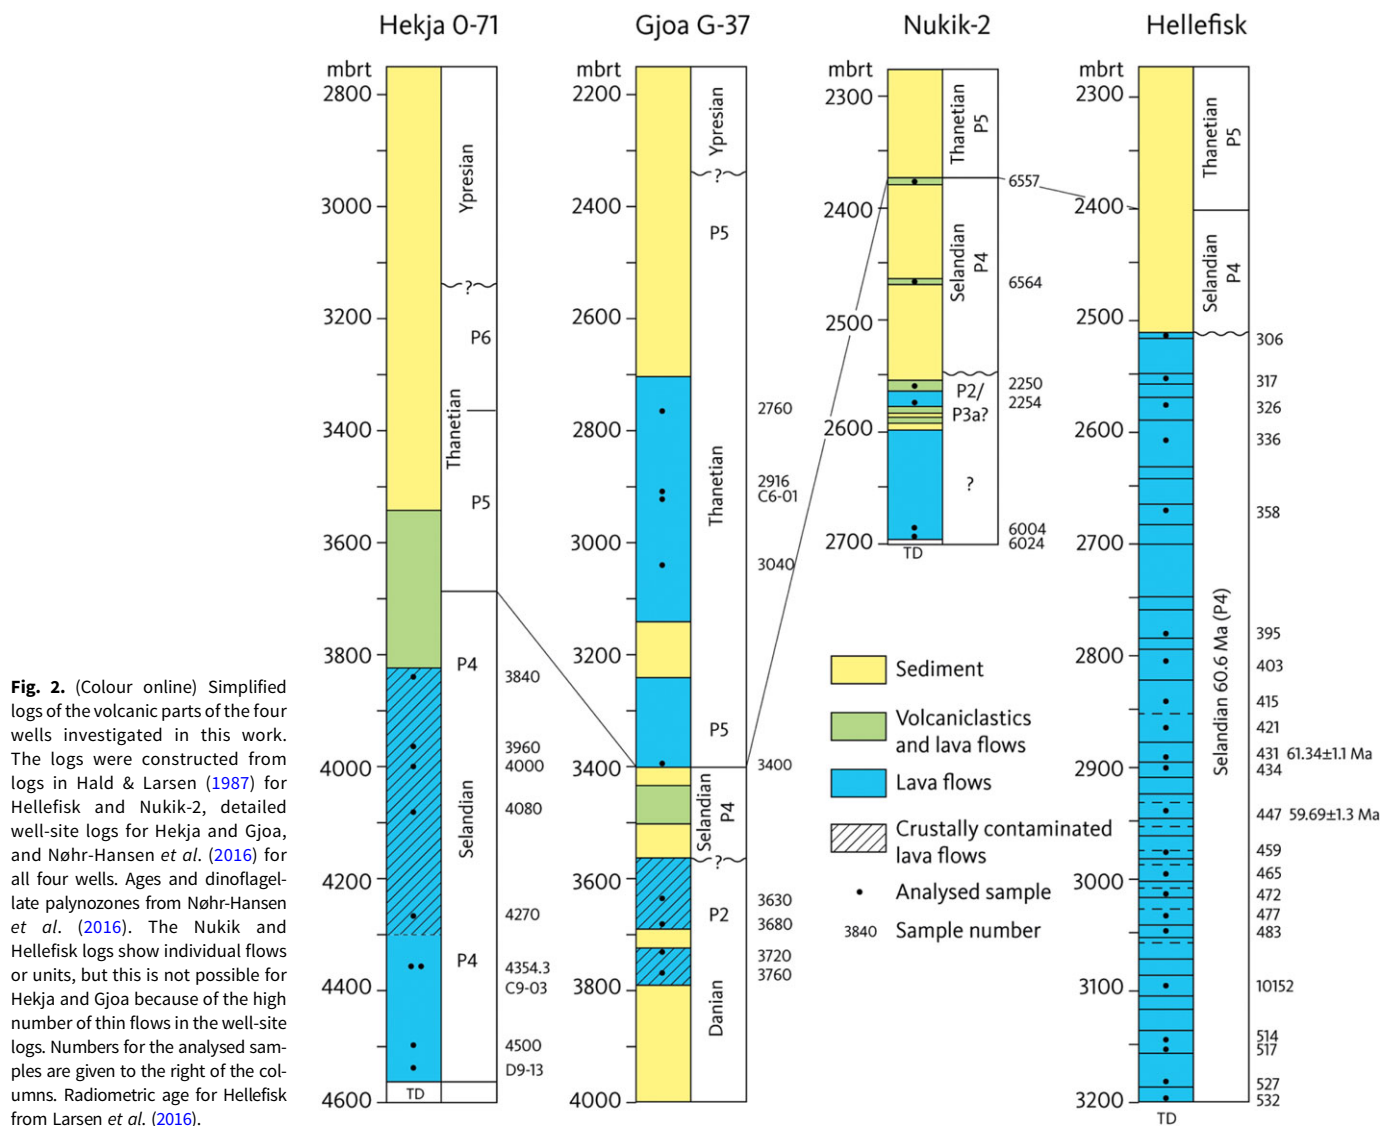 Hekja O-71
mbrt
2800
3000
3200
3400
3600
3800
4000
4200
4400
4600
Ypresian
?
P6
Thanetian
P5
P4
Selandian
P4
3840
3960
4000
4080
4270
4354.3
C9-03
4500
D9-13
TD
Gjoa G-37
mbrt
2200
2400
2600
2800
3000
3200
3400
3600
3800
4000
Ypresian
?
P5
Thanetian
P5
Selandian
P4
?
P2
Danian
2760
2916
C6-01
3040
3400
3630
3680
3720
3760
Nukik-2
mbrt
2300
2400
2500
2600
2700
Thanetian
P5
Selandian
P4
P2/
P3a?
?
6557
6564
2250
2254
6004
6024
TD
Hellefisk
mbrt
2300
2400
2500
2600
2700
2800
2900
3000
3100
3200
Thanetian
P5
Selandian
P4
Selandian 60.6 Ma (P4)
306
317
326
336
358
395
403
415
421
431 61.34±1.1 Ma
434
447 59.69±1.3 Ma
459
465
472
477
483
10152
514
517
527
532
TD
Sediment
Volcaniclastics
and lava flows
Lava flows
Crustally contaminated
lava flows
Analysed sample
3840 Sample number
Fig. 2. (Colour online) Simplified
logs of the volcanic parts of the four
wells investigated in this work.
The logs were constructed from
logs in Hald & Larsen (1987) for
Hellefisk and Nukik-2, detailed
well-site logs for Hekja and Gjoa,
and Nøhr-Hansen et al. (2016) for
all four wells. Ages and dinoflagel-
late palynozones from Nøhr-Hansen
et al. (2016). The Nukik and
Hellefisk logs show individual flows
or units, but this is not possible for
Hekja and Gjoa because of the high
number of thin flows in the well-site
logs. Numbers for the analysed sam-
ples are given to the right of the col-
umns. Radiometric age for Hellefisk
from Larsen et al. (2016).